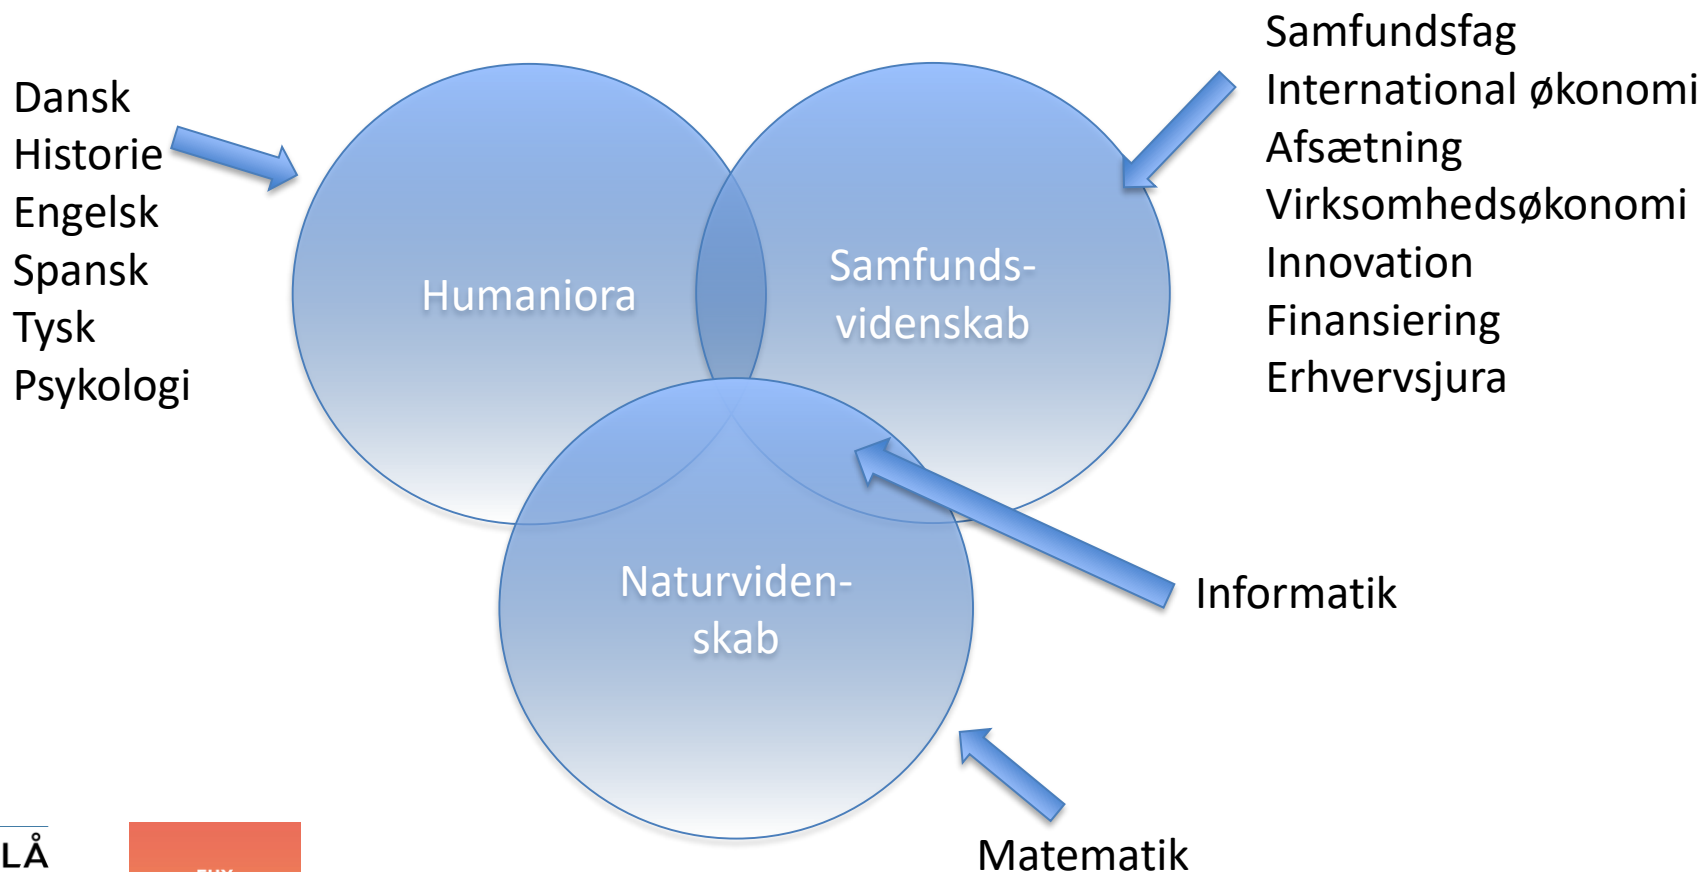 Dansk
Historie
Engelsk
Spansk
Tysk
Psykologi
Humaniora
Samfunds-
videnskab
Samfundsfag
International økonomi
Afsætning
Virksomhedsøkonomi
Innovation
Finansiering
Erhvervsjura
Naturviden-
skab
Informatik
Matematik
LÅ